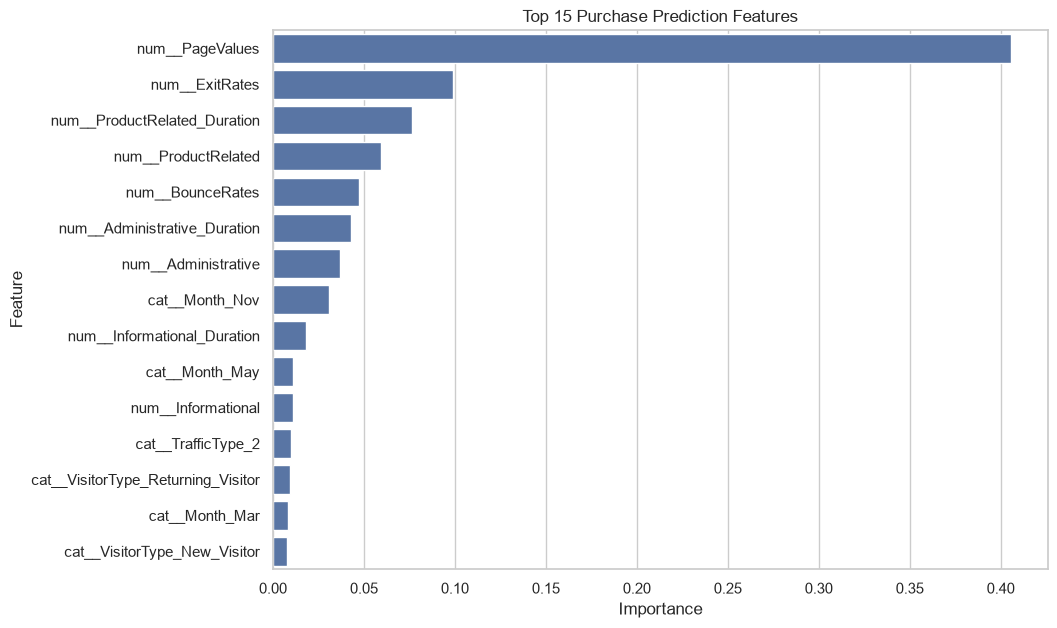 Top 15 Purchase Prediction Features
Feature
num__PageValues
num__ExitRates
num__ProductRelated_Duration
num__ProductRelated
num__BounceRates
num__Administrative_Duration
num__Administrative
cat__Month_Nov
num__Informational_Duration
cat__Month_May
num__Informational
cat__TrafficType_2
cat__VisitorType_Returning_Visitor
cat__Month_Mar
cat__VisitorType_New_Visitor
0.00 0.05 0.10 0.15 0.20 0.25 0.30 0.35 0.40
Importance